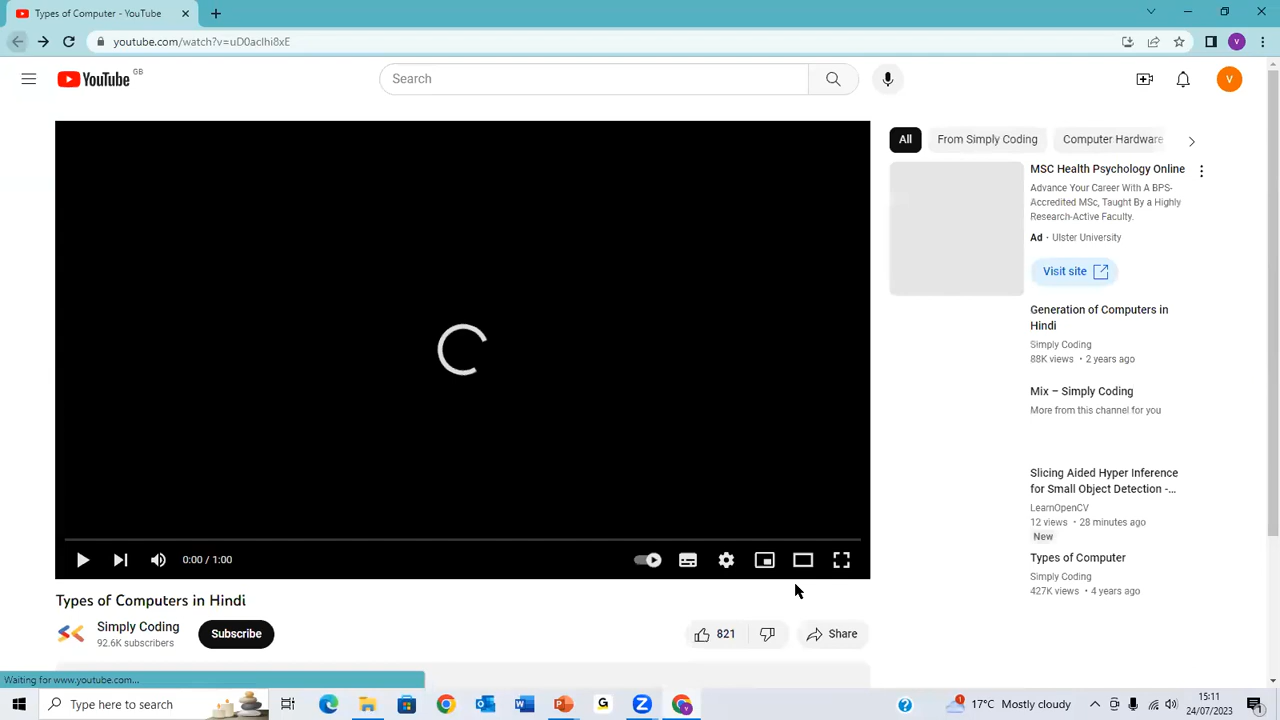 Types of Computer - YouTube
youtube.com/watch?v=uD0aclhi8xE
V
YouTube GB
Search
V
All
From Simply Coding
Computer Hardware
MSC Health Psychology Online
Advance Your Career With A BPS-
Accredited MSc, Taught By a Highly
Research-Active Faculty.
Ad · Ulster University
Visit site
Generation of Computers in
Hindi
Simply Coding
88K views • 2 years ago
Mix – Simply Coding
More from this channel for you
Slicing Aided Hyper Inference
for Small Object Detection -...
LearnOpenCV
12 views • 28 minutes ago
New
Types of Computer
Simply Coding
427K views • 4 years ago
0:00 / 1:00
Types of Computers in Hindi
Simply Coding
92.6K subscribers
Subscribe
821
Share
Waiting for www.youtube.com...
Type here to search
17°C Mostly cloudy
15:11
24/07/2023